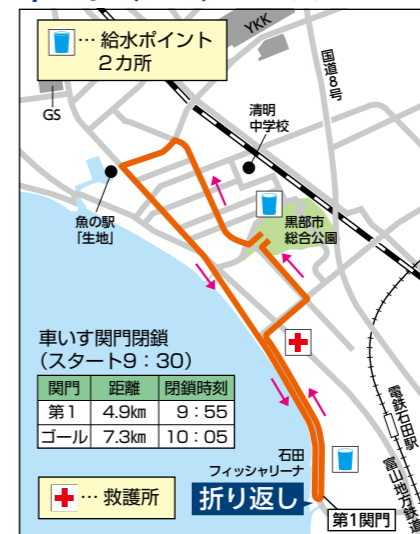 … 給水ポイント
2カ所
YKK
国道8号
GS
清明
中学校
魚の駅
「生地」
黒部市
総合公園
車いす関門閉鎖
(スタート9：30)
関門 距離 閉鎖時刻
第1 4.9㎞ 9：55
ゴール 7.3㎞ 10：05
石田
フィッシャリーナ
電鉄石田駅
富山地方鉄道
… 救護所
折り返し
第1関門